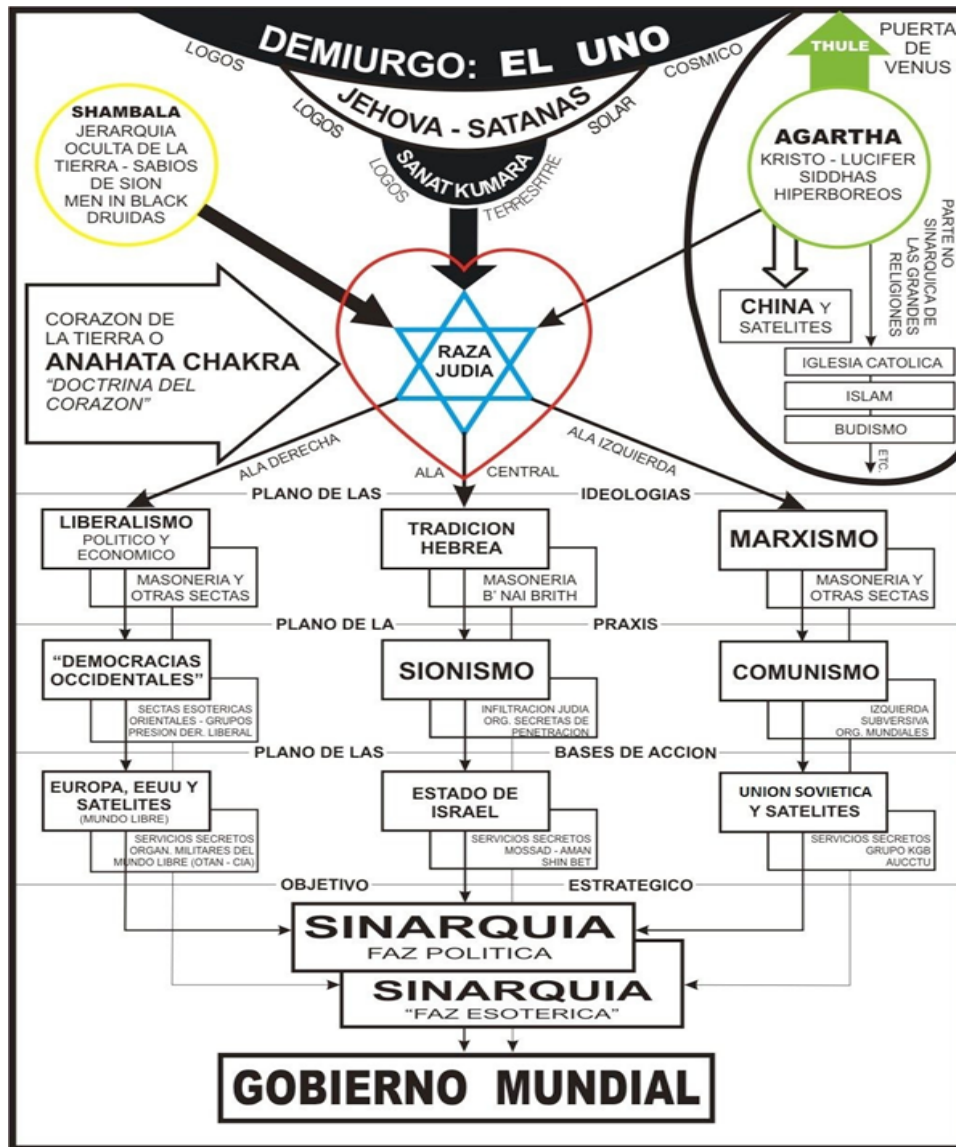 DEMIURGO: EL UNO
LOGOS
COSMICO
JEHOVA - SATANAS
LOGOS
SOLAR
SANAT KUMARA
LOGOS
TERRESRTRE
SHAMBALA
JERARQUIA
OCULTA DE LA
TIERRA - SABIOS
DE SION
MEN IN BLACK
DRUIDAS
THULE
PUERTA
DE
VENUS
AGARTHA
KRISTO - LUCIFER
SIDDHAS
HIPERBOREOS
PARTE NO
SINARQUICA DE
LAS GRANDES
RELIGIONES
CHINA Y
SATELITES
IGLESIA CATOLICA
ISLAM
BUDISMO
ETC.
CORAZON DE
LA TIERRA O
ANAHATA CHAKRA
"DOCTRINA DEL
CORAZON"
RAZA
JUDIA
ALA DERECHA
ALA CENTRAL
ALA IZQUIERDA
PLANO DE LAS IDEOLOGIAS
LIBERALISMO
POLITICO Y
ECONOMICO
MASONERIA Y
OTRAS SECTAS
TRADICION
HEBREA
MASONERIA
B' NAI BRITH
MARXISMO
MASONERIA Y
OTRAS SECTAS
PLANO DE LA PRAXIS
"DEMOCRACIAS
OCCIDENTALES"
SECTAS ESOTERICAS
ORIENTALES - GRUPOS
PRESION DER. LIBERAL
SIONISMO
INFILTRACION JUDIA
ORG. SECRETAS DE
PENETRACION
COMUNISMO
IZQUIERDA
SUBVERSIVA
ORG. MUNDIALES
PLANO DE LAS BASES DE ACCION
EUROPA, EEUU Y
SATELITES
(MUNDO LIBRE)
SERVICIOS SECRETOS
ORGAN. MILITARES DEL
MUNDO LIBRE (OTAN - CIA)
ESTADO DE
ISRAEL
SERVICIOS SECRETOS
MOSSAD - AMAN
SHIN BET
UNION SOVIETICA
Y SATELITES
SERVICIOS SECRETOS
GRUPO KGB
AUCCTU
OBJETIVO ESTRATEGICO
SINARQUIA
FAZ POLITICA
SINARQUIA
"FAZ ESOTERICA"
GOBIERNO MUNDIAL